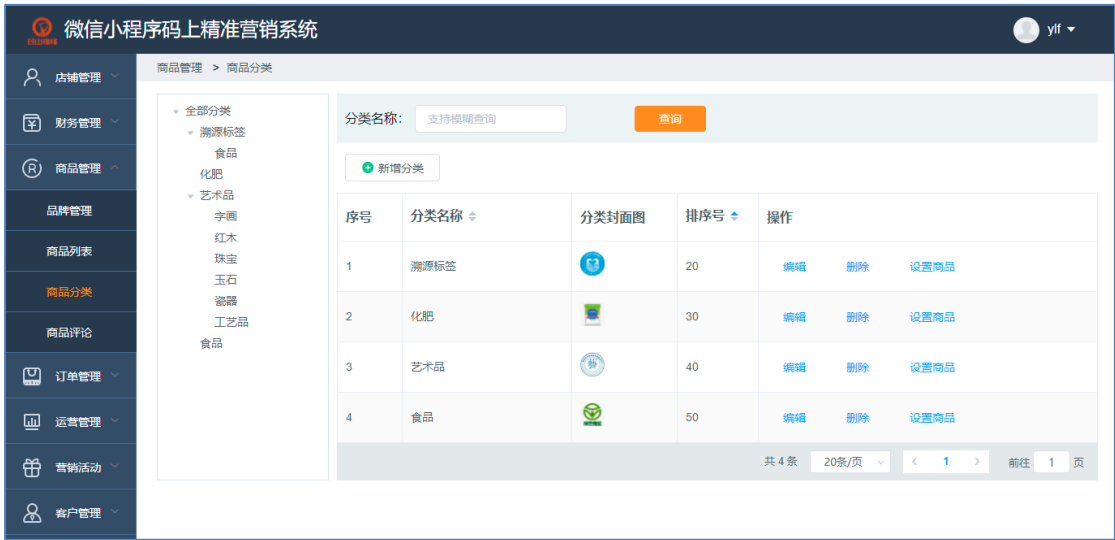 微信小程序码上精准营销系统
ylf
店铺管理
财务管理
商品管理
品牌管理
商品列表
商品分类
商品评论
订单管理
运营管理
营销活动
客户管理
商品管理 > 商品分类
全部分类
溯源标签
食品
化肥
艺术品
字画
红木
珠宝
玉石
瓷器
工艺品
食品
分类名称: 支持模糊查询 查询
新增分类
序号 分类名称 分类封面图 排序号 操作
1 溯源标签 20 编辑 删除 设置商品
2 化肥 30 编辑 删除 设置商品
3 艺术品 40 编辑 删除 设置商品
4 食品 50 编辑 删除 设置商品
共 4 条 20条/页 < 1 > 前往 1 页